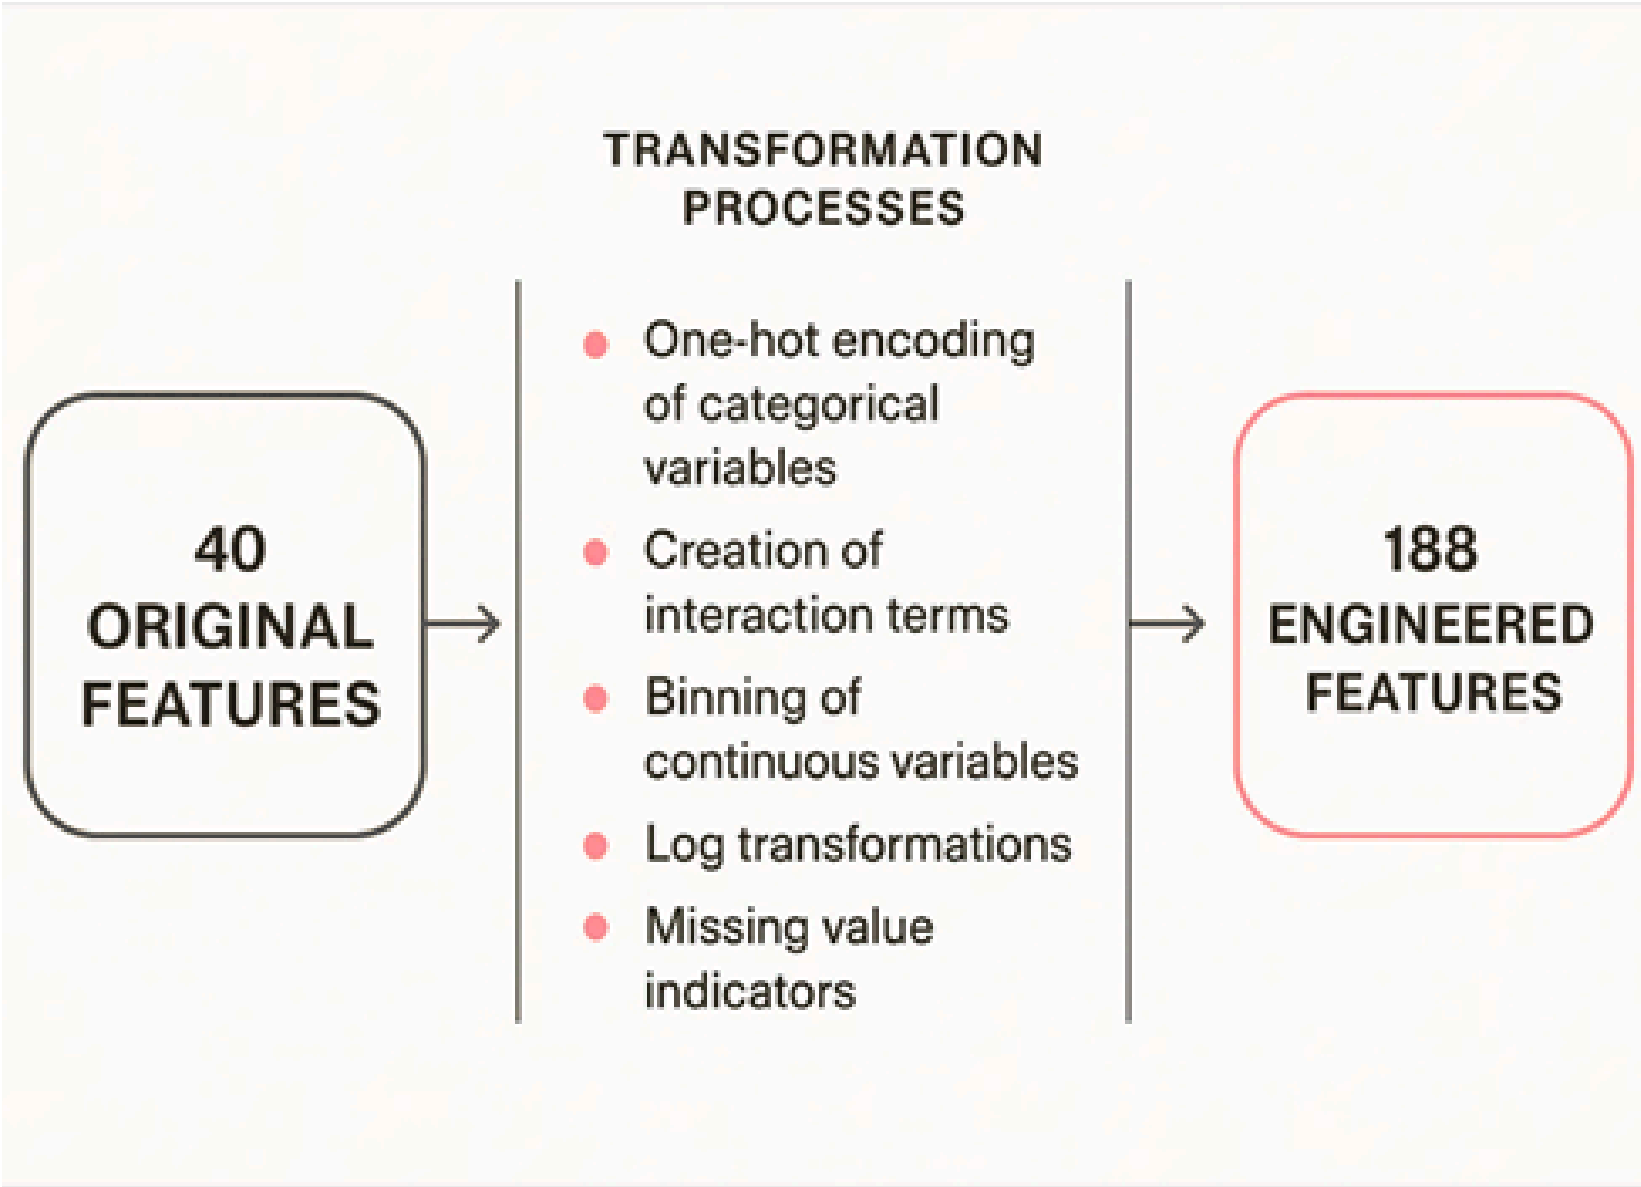 TRANSFORMATION
PROCESSES
40
ORIGINAL
FEATURES
One-hot encoding
of categorical
variables
Creation of
interaction terms
Binning of
continuous variables
Log transformations
Missing value
indicators
188
ENGINEERED
FEATURES